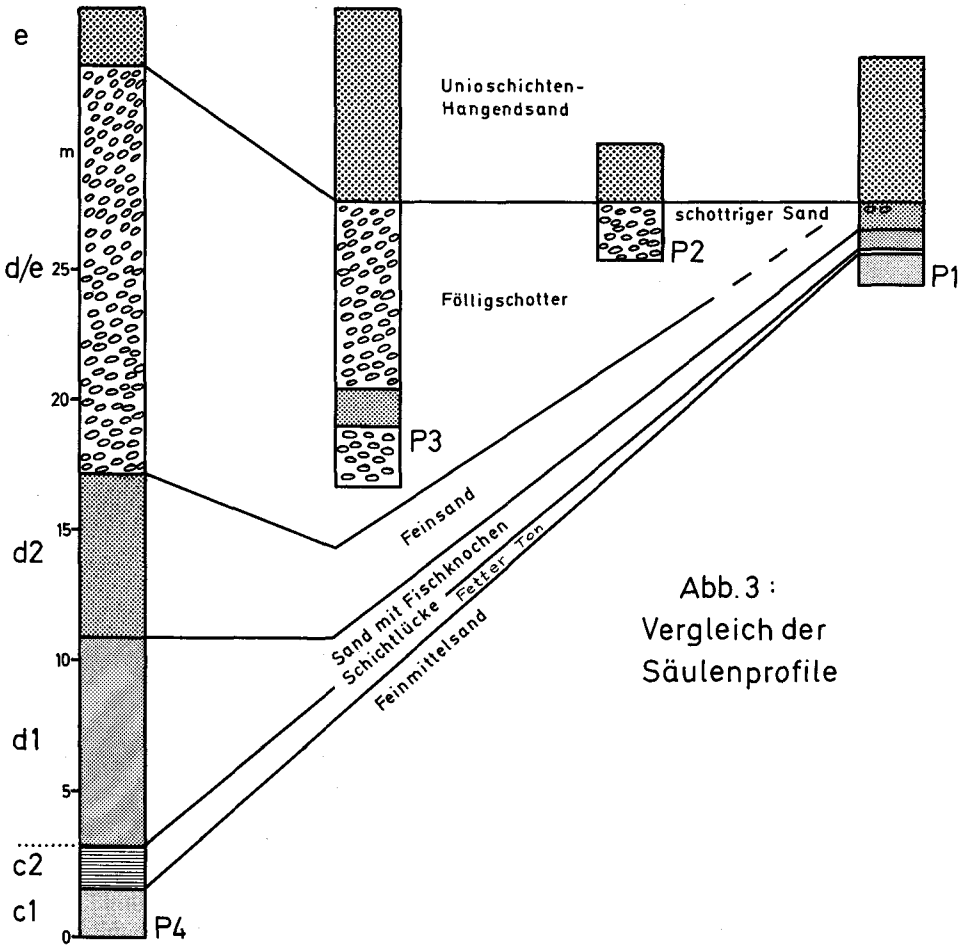 e
Unioschichten-
Hangendsand
m
schottriger Sand
P2
d/e
25
P1
Fölligschotter
20
P3
15
Feinsand
d2
Sand mit Fischknochen
Schichtlücke Fetter Ton
Feinmittelsand
10
Abb. 3 :
Vergleich der
Säulenprofile
d1
5
c2
c1
0
P4